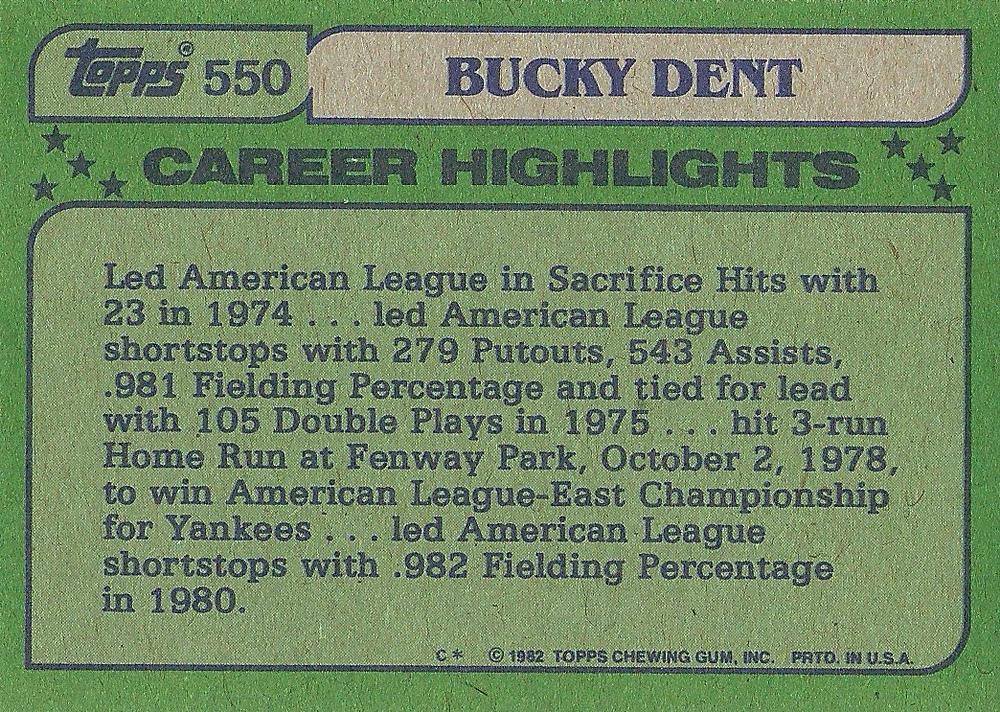 topps® 550
BUCKY DENT
CAREER HIGHLIGHTS
Led American League in Sacrifice Hits with
23 in 1974 . . . led American League
shortstops with 279 Putouts, 543 Assists,
.981 Fielding Percentage and tied for lead
with 105 Double Plays in 1975 . . . hit 3-run
Home Run at Fenway Park, October 2, 1978,
to win American League-East Championship
for Yankees . . . led American League
shortstops with .982 Fielding Percentage
in 1980.
C* © 1982 TOPPS CHEWING GUM, INC. PRTD. IN U.S.A.